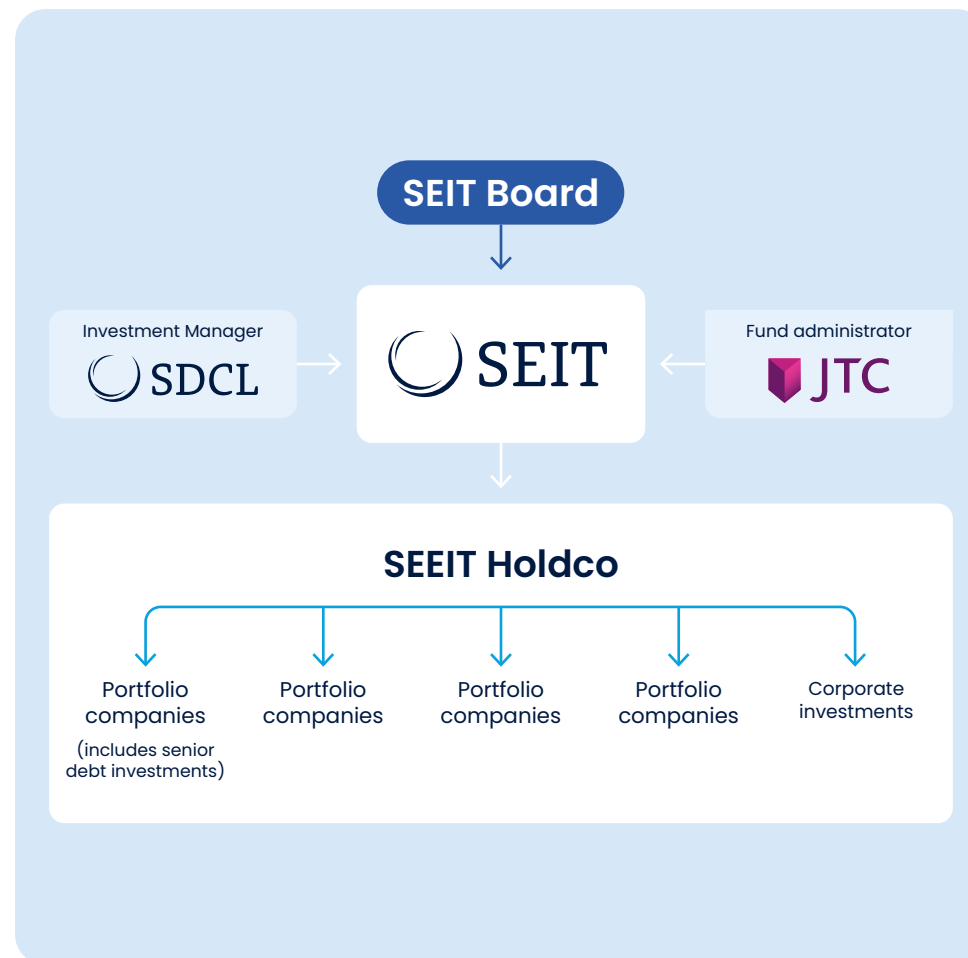 SEIT Board
Investment Manager
SDCL
SEIT
Fund administrator
JTC
SEEIT Holdco
Portfolio
companies
(includes senior
debt investments)
Portfolio
companies
Portfolio
companies
Portfolio
companies
Corporate
investments